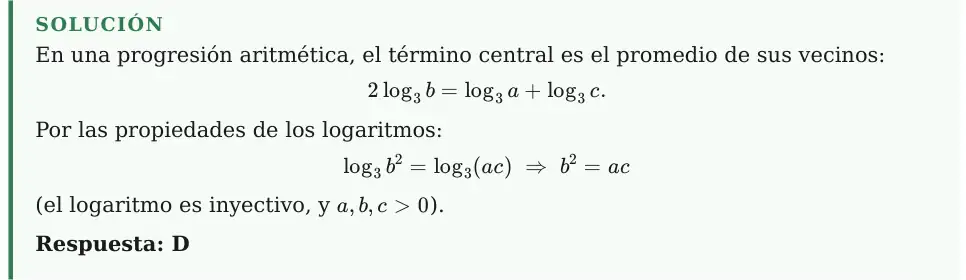 SOLUCIÓN
En una progresión aritmética, el término central es el promedio de sus vecinos:
2 log₃ b = log₃ a + log₃ c.
Por las propiedades de los logaritmos:
log₃ b² = log₃(ac) ⇒ b² = ac
(el logaritmo es inyectivo, y a, b, c > 0).
Respuesta: D